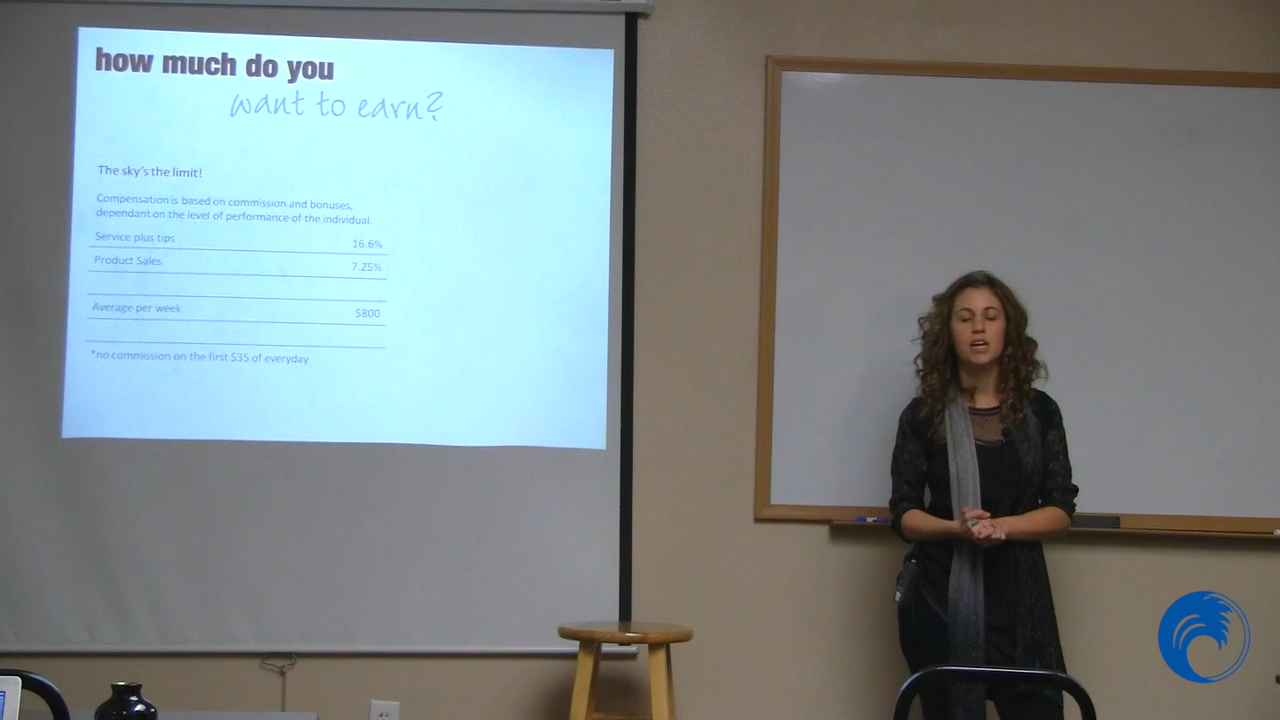 how much do you
want to earn?
The sky's the limit!
Compensation is based on commission and bonuses,
dependant on the level of performance of the individual.
Service plus tips 16.6%
Product Sales 7.25%
Average per week $800
*no commission on the first $35 of everyday